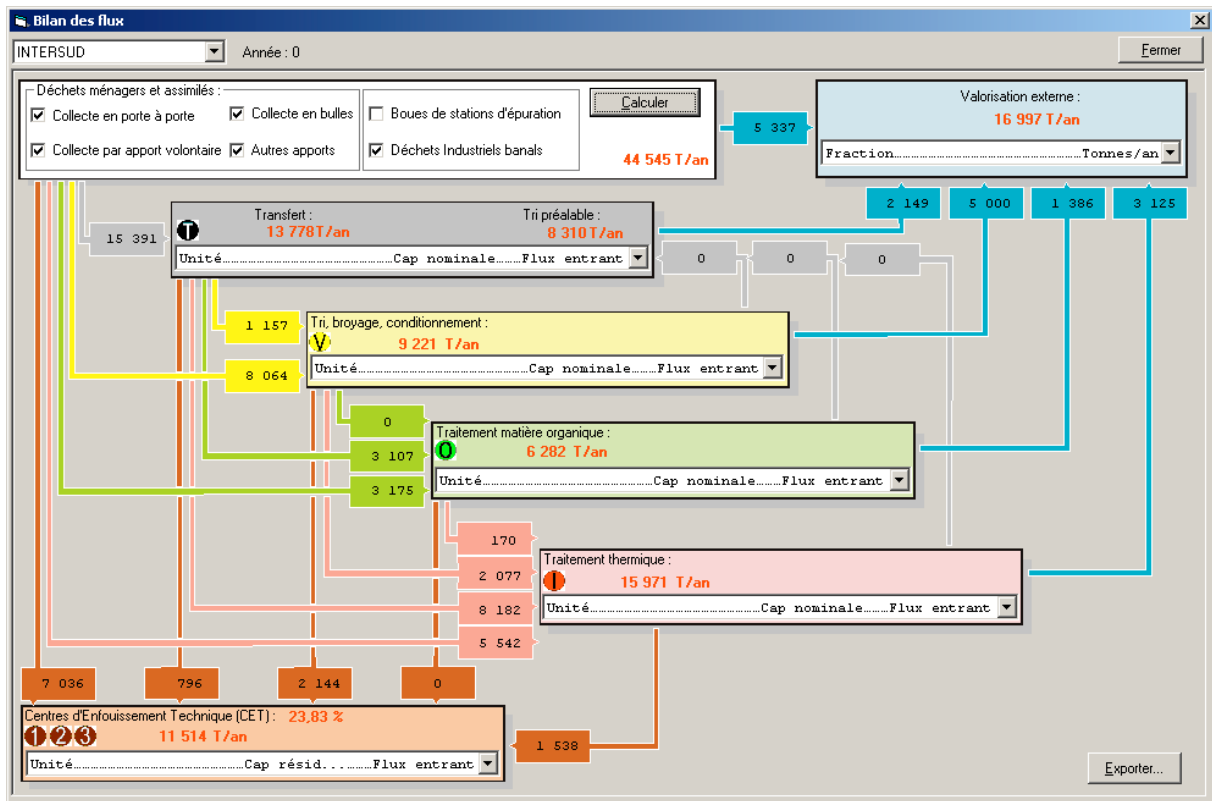 Bilan des flux
INTERSUD Année : 0 Fermer
Déchets ménagers et assimilés :
Collecte en porte à porte Collecte en bulles Boues de stations d'épuration Calculer
Collecte par apport volontaire Autres apports Déchets Industriels banals 44 545 T/an
5 337
Valorisation externe :
16 997 T/an
Fraction..........Tonnes/an
2 149 5 000 1 386 3 125
15 391
T Transfert : Tri préalable :
13 778T/an 8 310T/an
Unité..........Cap nominale......Flux entrant
0 0 0
1 157
8 064
Tri, broyage, conditionnement :
V 9 221 T/an
Unité..........Cap nominale......Flux entrant
0
3 107
3 175
Traitement matière organique :
O 6 282 T/an
Unité..........Cap nominale......Flux entrant
170
2 077
8 182
5 542
Traitement thermique :
I 15 971 T/an
Unité..........Cap nominale......Flux entrant
7 036 796 2 144 0
Centres d'Enfouissement Technique (CET) : 23,83 %
1 2 3 11 514 T/an
Unité..........Cap résid.........Flux entrant
1 538
Exporter...